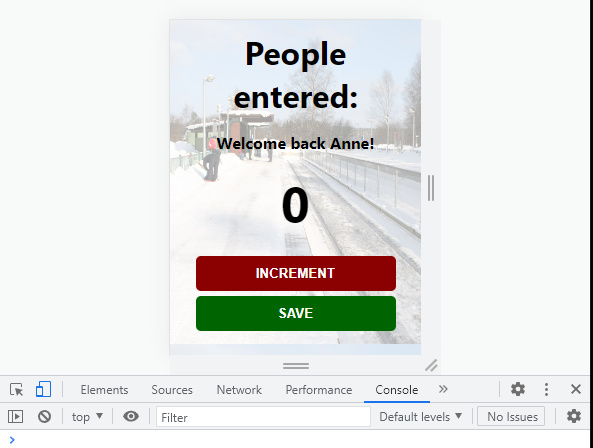 People
entered:
Welcome back Anne!
0
INCREMENT
SAVE
Elements Sources Network Performance Console
top Filter Default levels No Issues